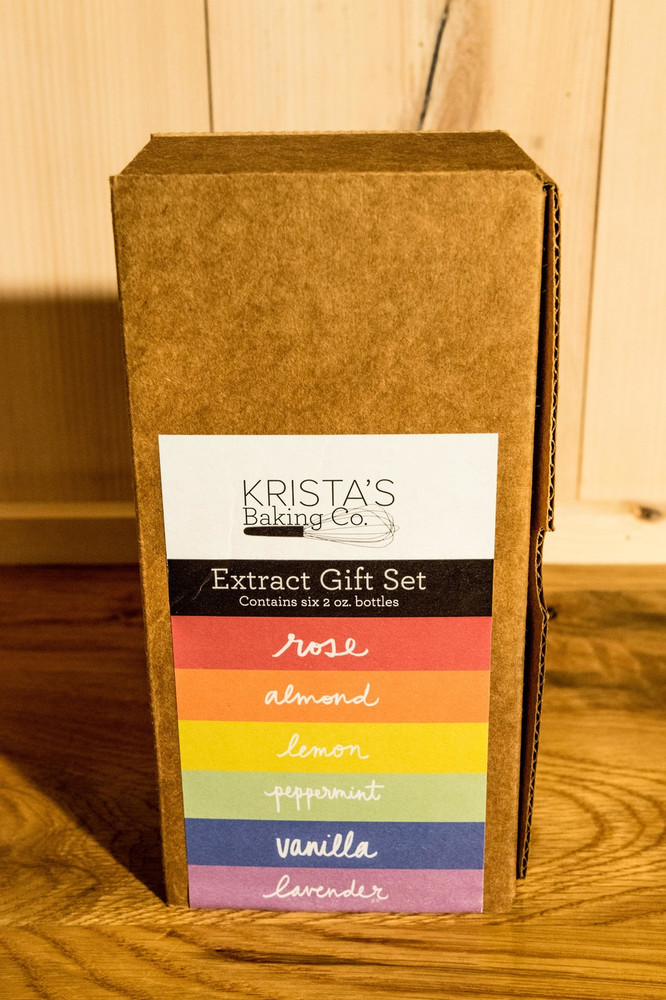 KRISTA'S
Baking Co.
Extract Gift Set
Contains six 2 oz. bottles
rose
almond
lemon
peppermint
vanilla
lavender